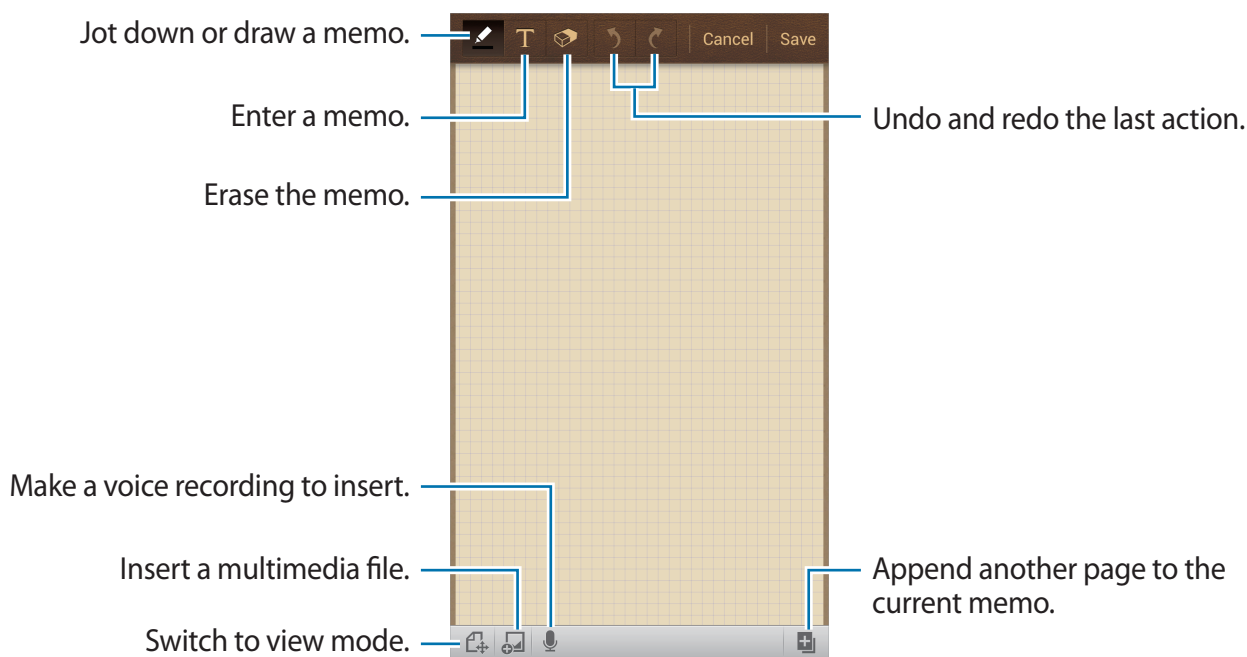 Jot down or draw a memo.
T
Cancel
Save
Enter a memo.
Undo and redo the last action.
Erase the memo.
Make a voice recording to insert.
Insert a multimedia file.
Append another page to the
current memo.
Switch to view mode.